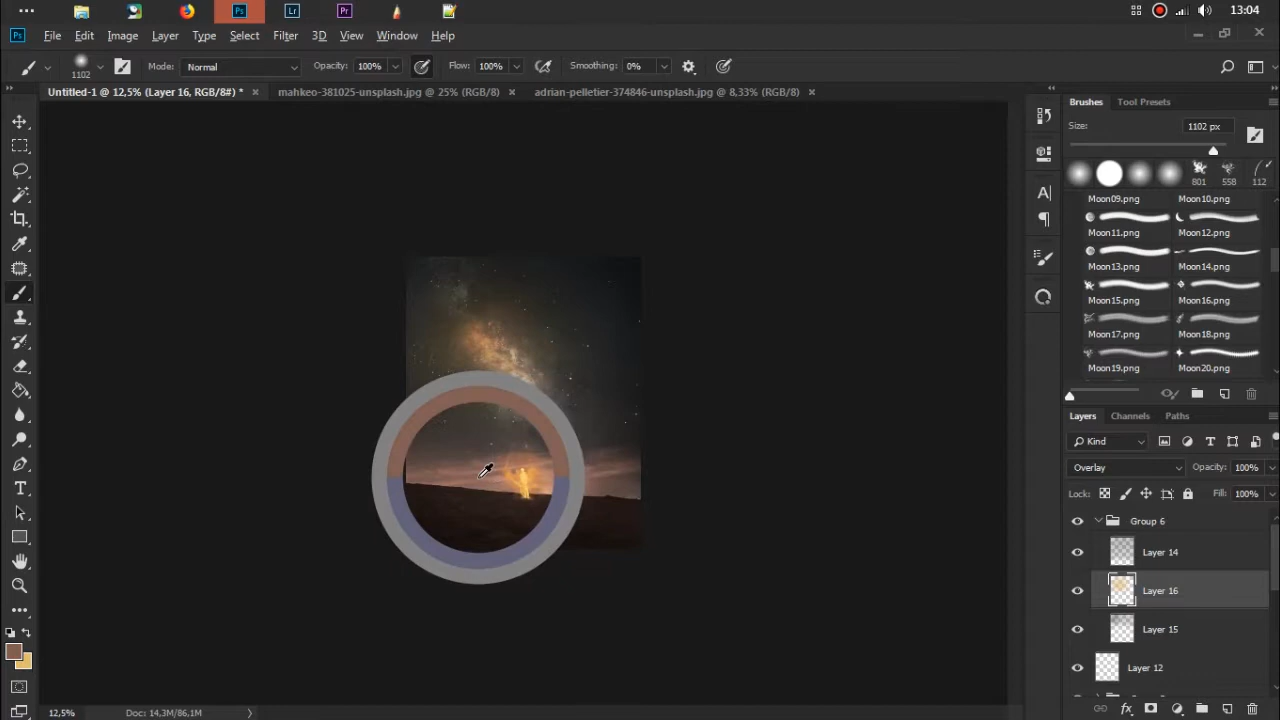 Ps
Lr
Pr
13:04
Ps
File
Edit
Image
Layer
Type
Select
Filter
3D
View
Window
Help
1102
Mode:
Normal
Opacity:
100%
Flow:
100%
Smoothing:
0%
Untitled-1 @ 12,5% (Layer 16, RGB/8#) *
mahkeo-381025-unsplash.jpg @ 25% (RGB/8)
adrian-pelletier-374846-unsplash.jpg @ 8,33% (RGB/8)
Brushes
Tool Presets
Size:
1102 px
801
558
112
Moon09.png
Moon10.png
Moon11.png
Moon12.png
Moon13.png
Moon14.png
Moon15.png
Moon16.png
Moon17.png
Moon18.png
Moon19.png
Moon20.png
Layers
Channels
Paths
Kind
Overlay
Opacity:
100%
Lock:
Fill:
100%
Group 6
Layer 14
Layer 16
Layer 15
Layer 12
12,5%
Doc: 14,3M/86,1M